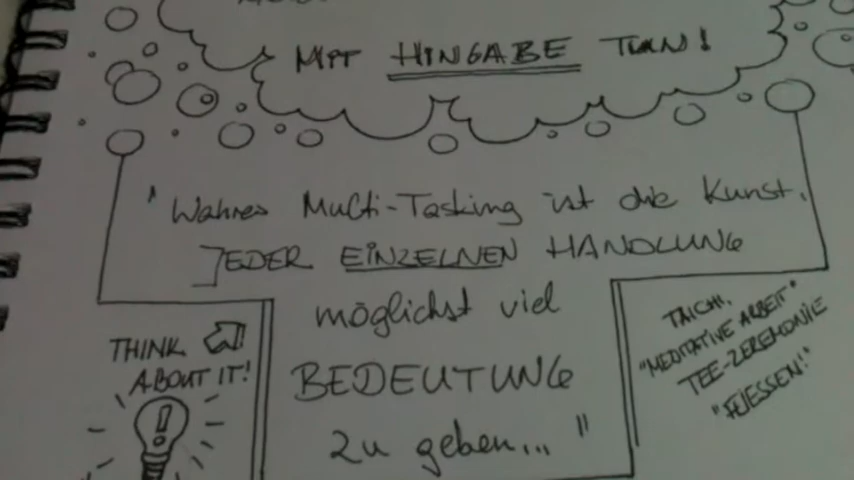 MIT HINGABE TUN!
"Wahres Multi-Tasking ist die Kunst,
JEDER EINZELNEN HANDLUNG
möglichst viel
BEDEUTUNG
zu geben..."
THINK
ABOUT IT!
TAICHI,
"MEDITATIVE ARBEIT"
TEE-ZEREMONIE
"FLIESSEN!"